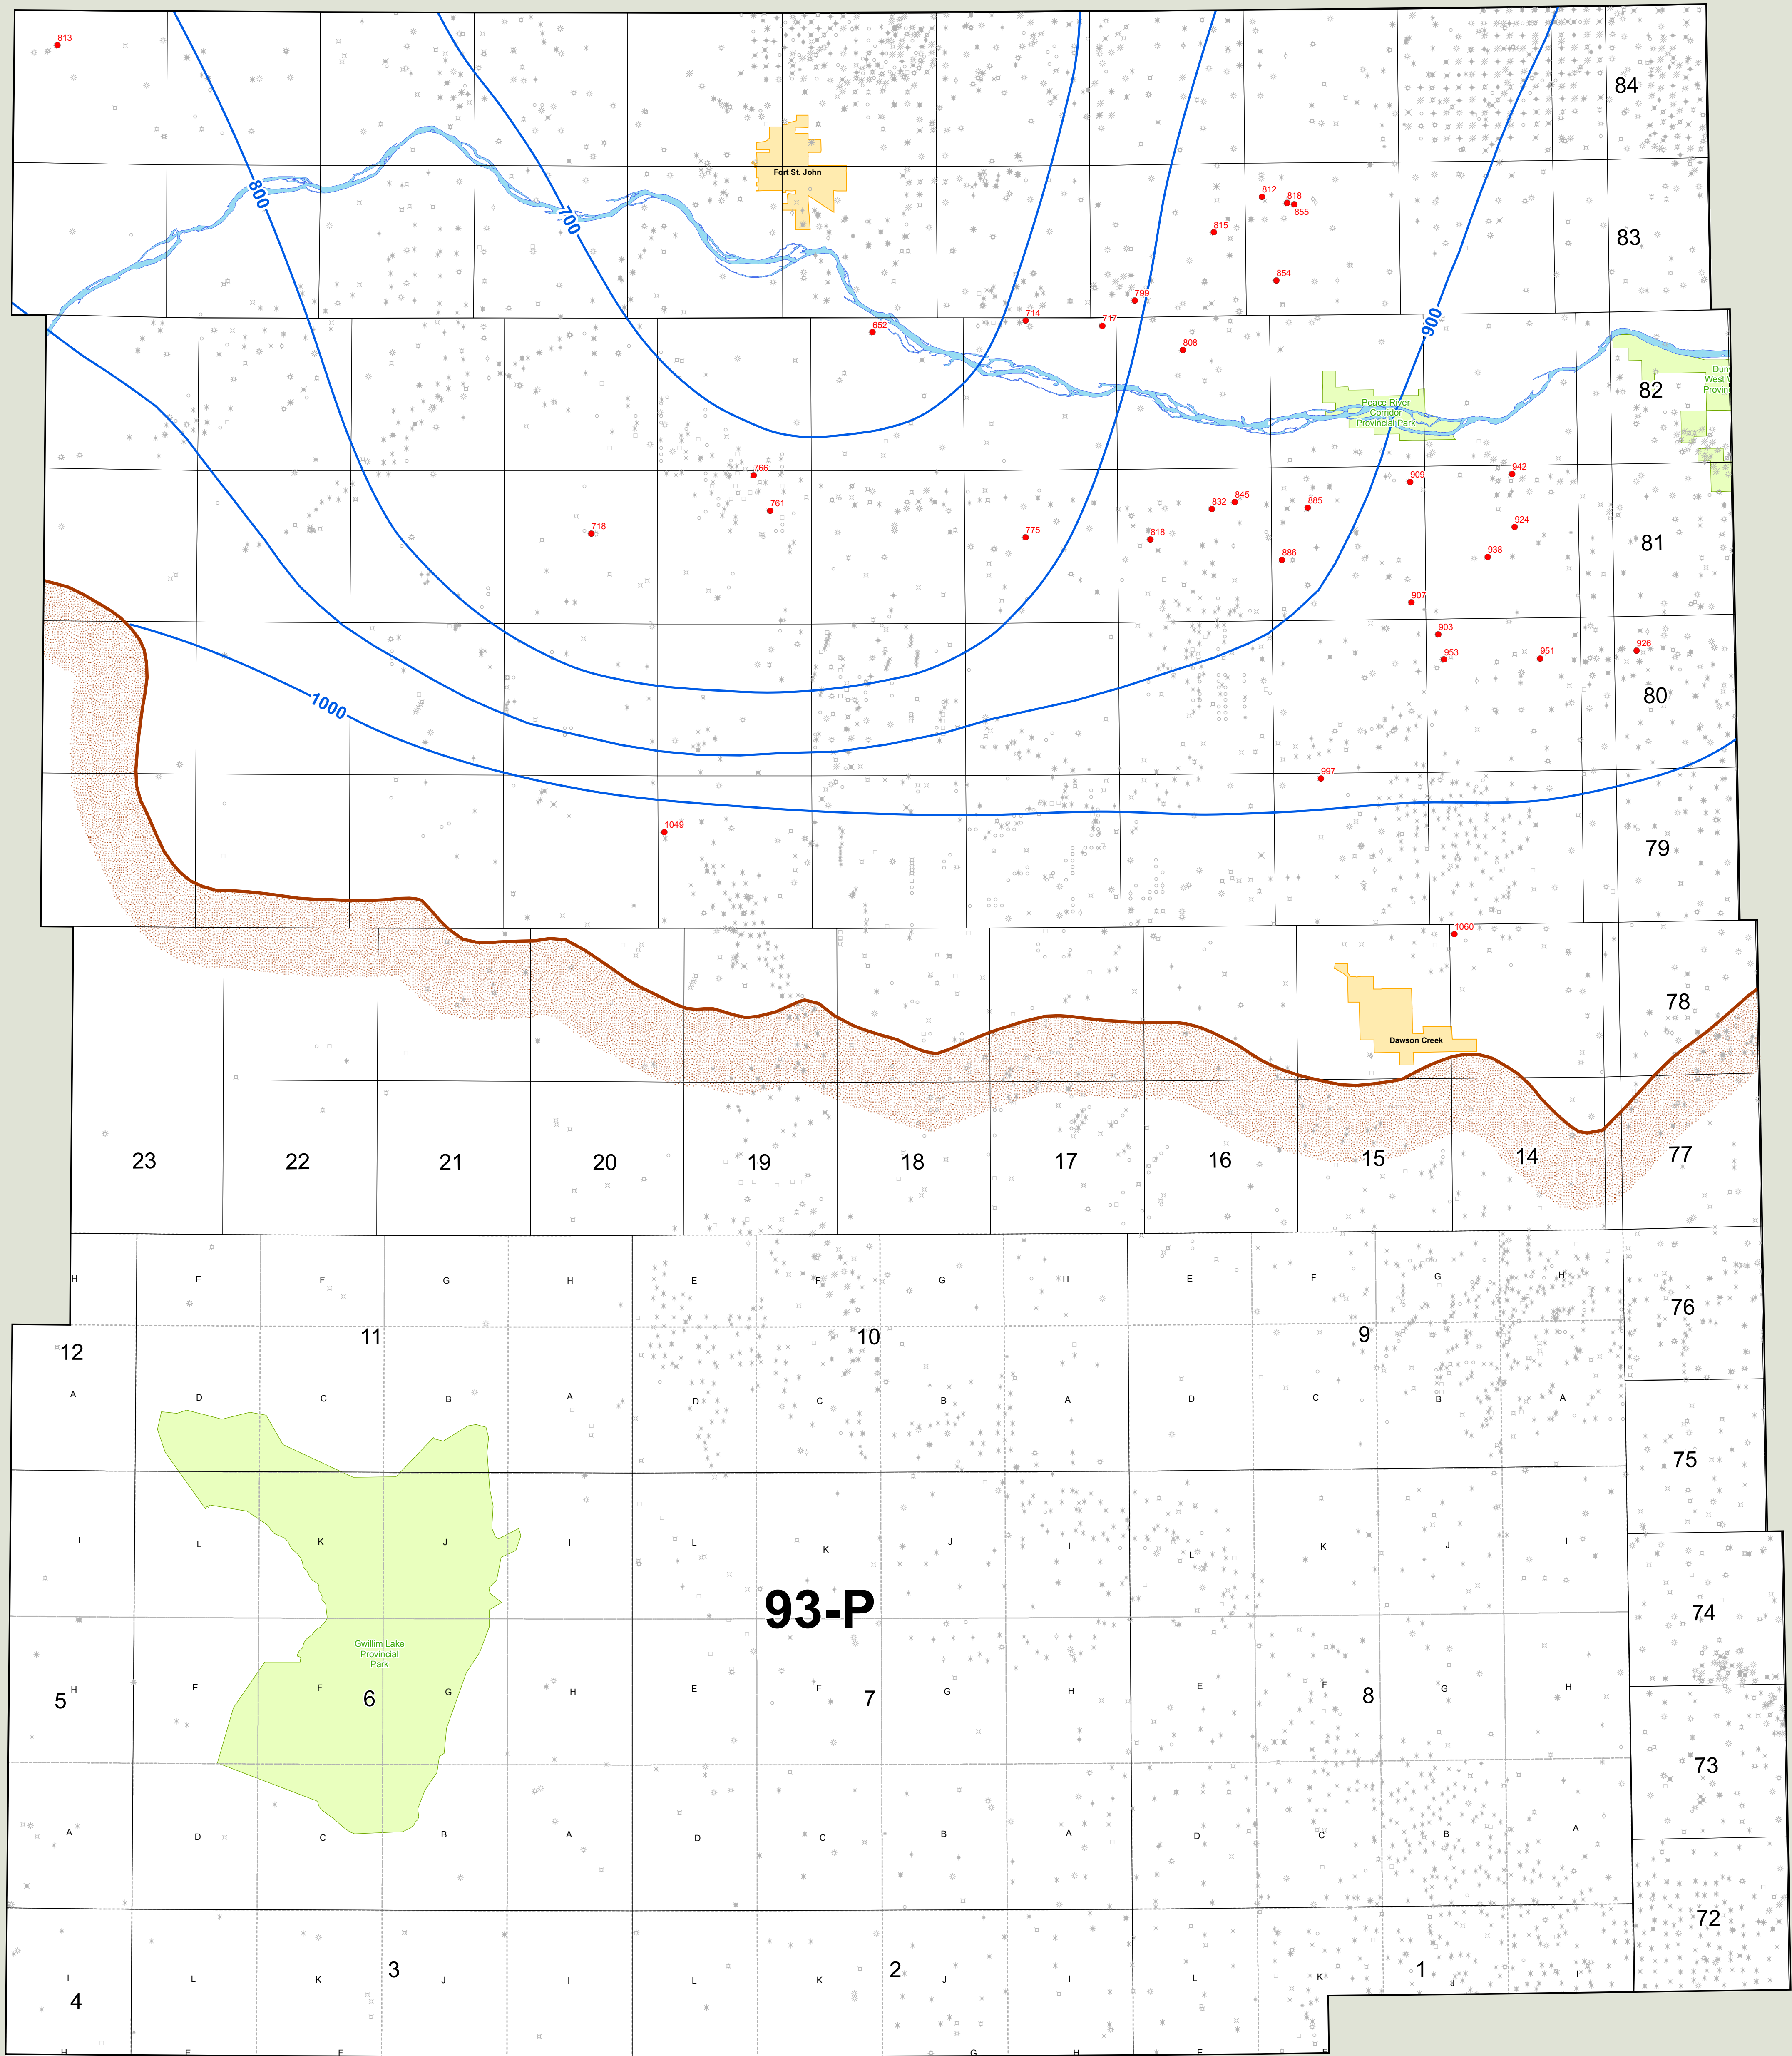 813
84
800
700
Fort St. John
812
818
855
815
83
854
799
714
717
652
900
808
82
Peace River
Corridor
Provincial Park
766
909
942
761
832
845
885
718
924
775
818
81
886
938
907
903
926
953
951
80
1000
997
1049
79
1060
78
Dawson Creek
23
22
21
20
19
18
17
16
15
14
77
H
E
F
G
H
E
F
G
H
E
F
G
H
76
12
11
10
9
A
D
C
B
A
D
C
B
A
D
C
B
A
75
I
L
K
J
I
L
K
J
I
L
K
J
I
93-P
74
Gwillim Lake
Provincial
Park
5
H
E
F
6
G
H
E
F
7
G
H
E
F
8
G
H
73
A
D
C
B
A
D
C
B
A
D
C
B
A
72
I
L
K
3
J
I
L
K
2
J
I
L
K
1
J
I
4